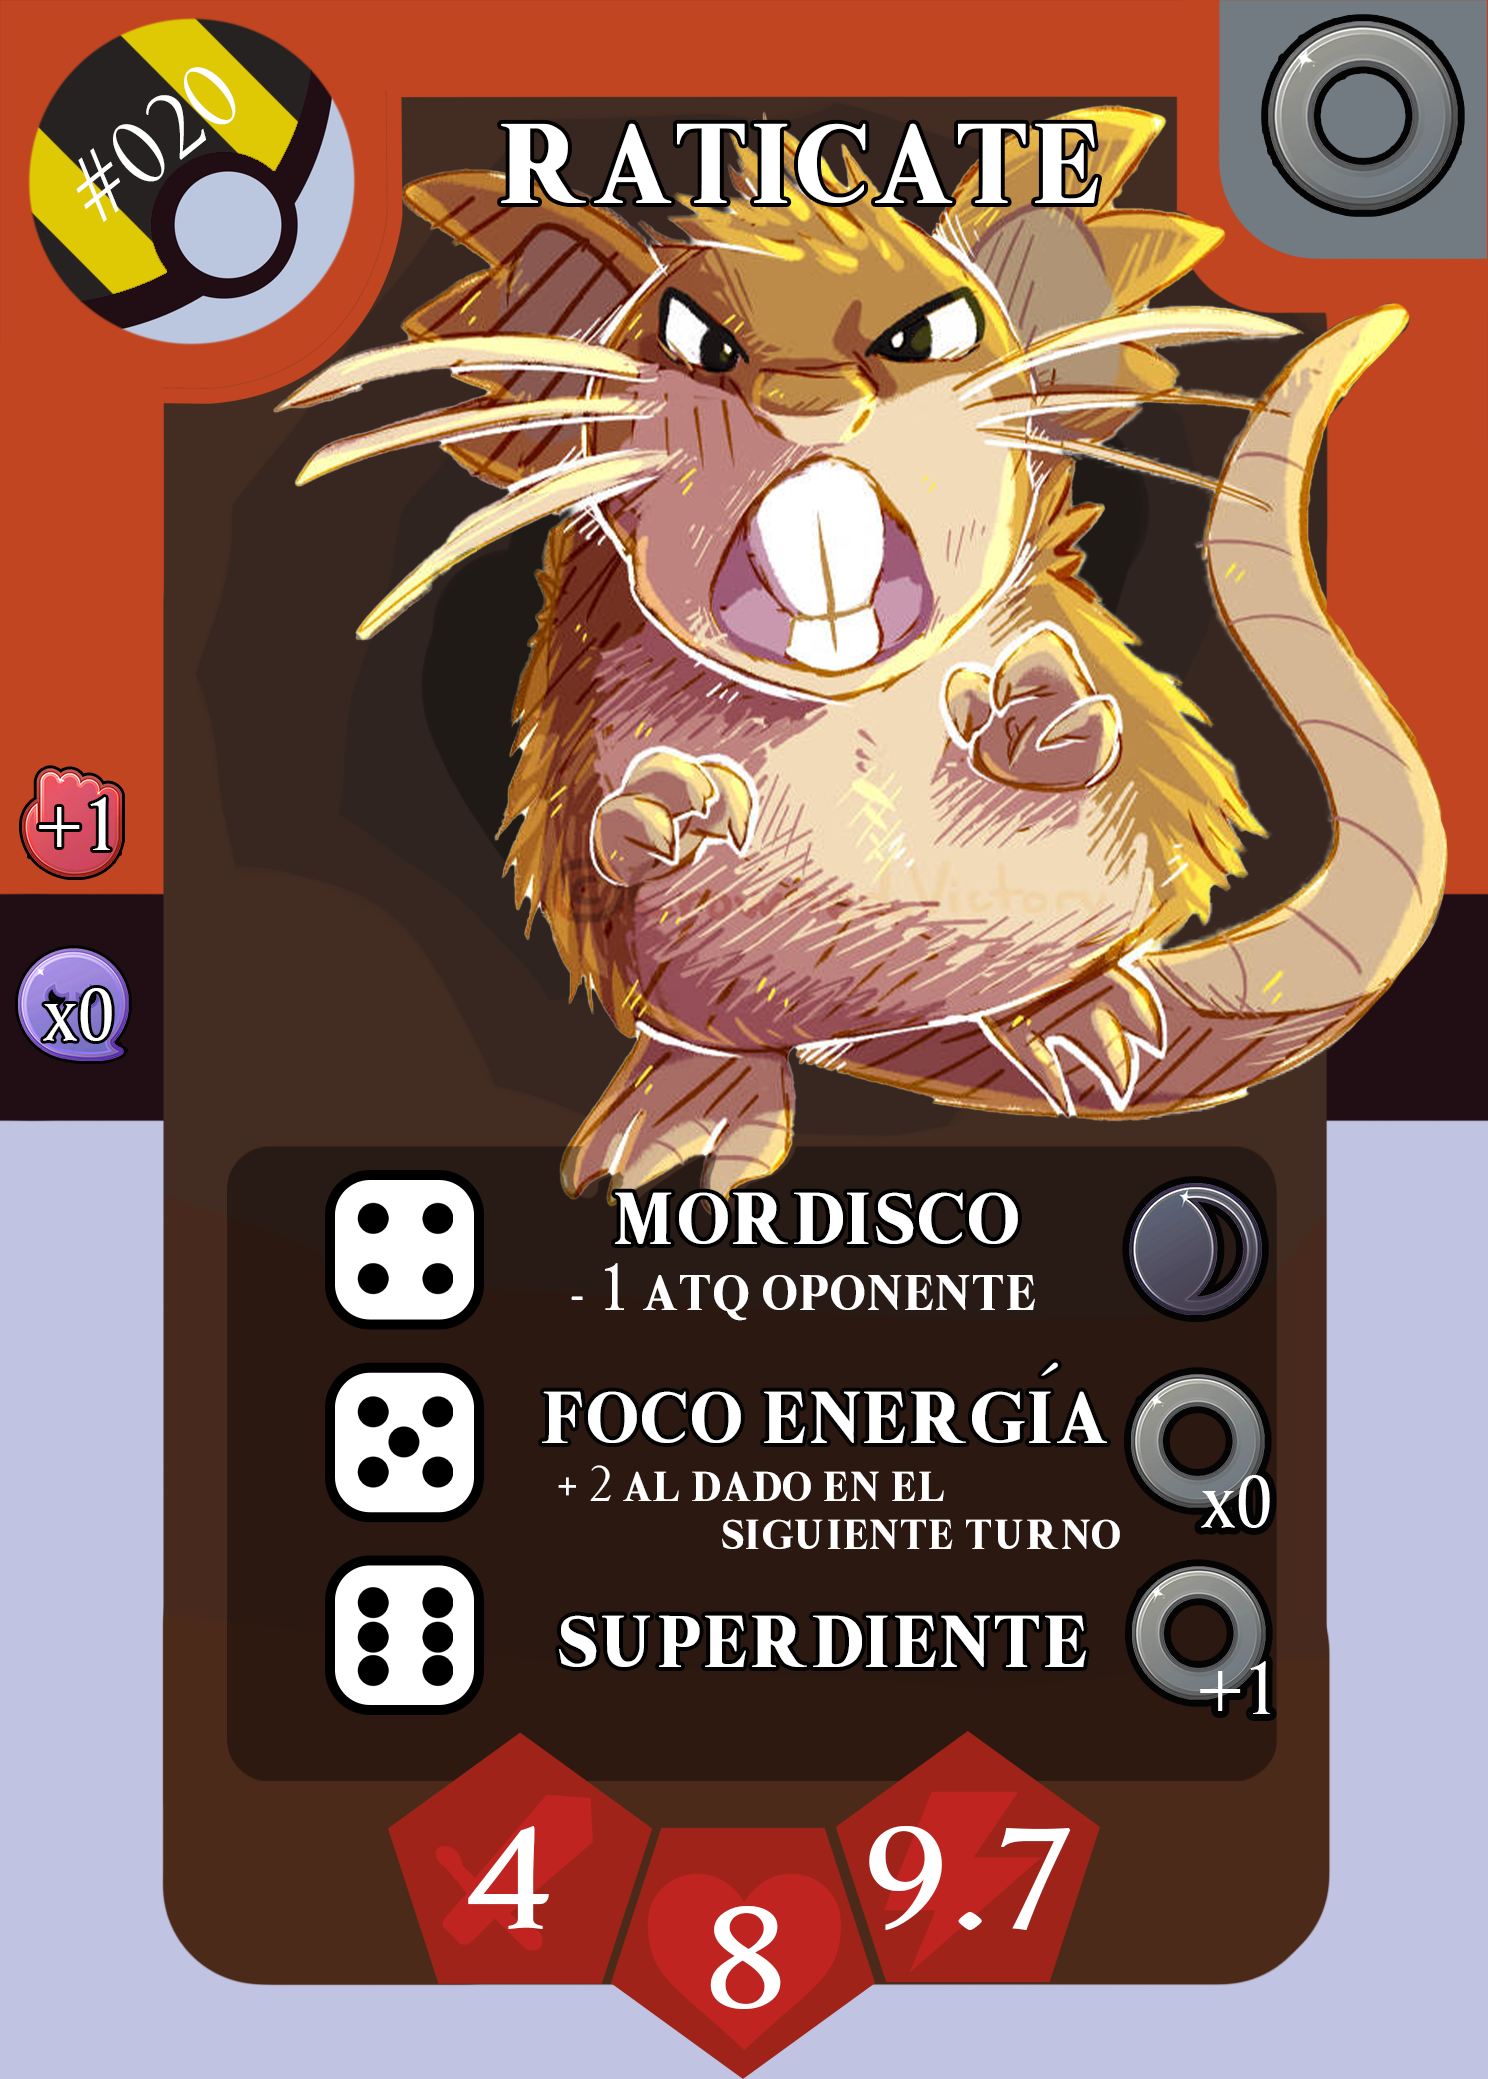 #020
RATICATE
+1
x0
Victory
MORDISCO
- 1 ATQ OPONENTE
FOCO ENERGÍA
+ 2 AL DADO EN EL
SIGUIENTE TURNO
x0
SUPERDIENTE
+1
4
8
9.7